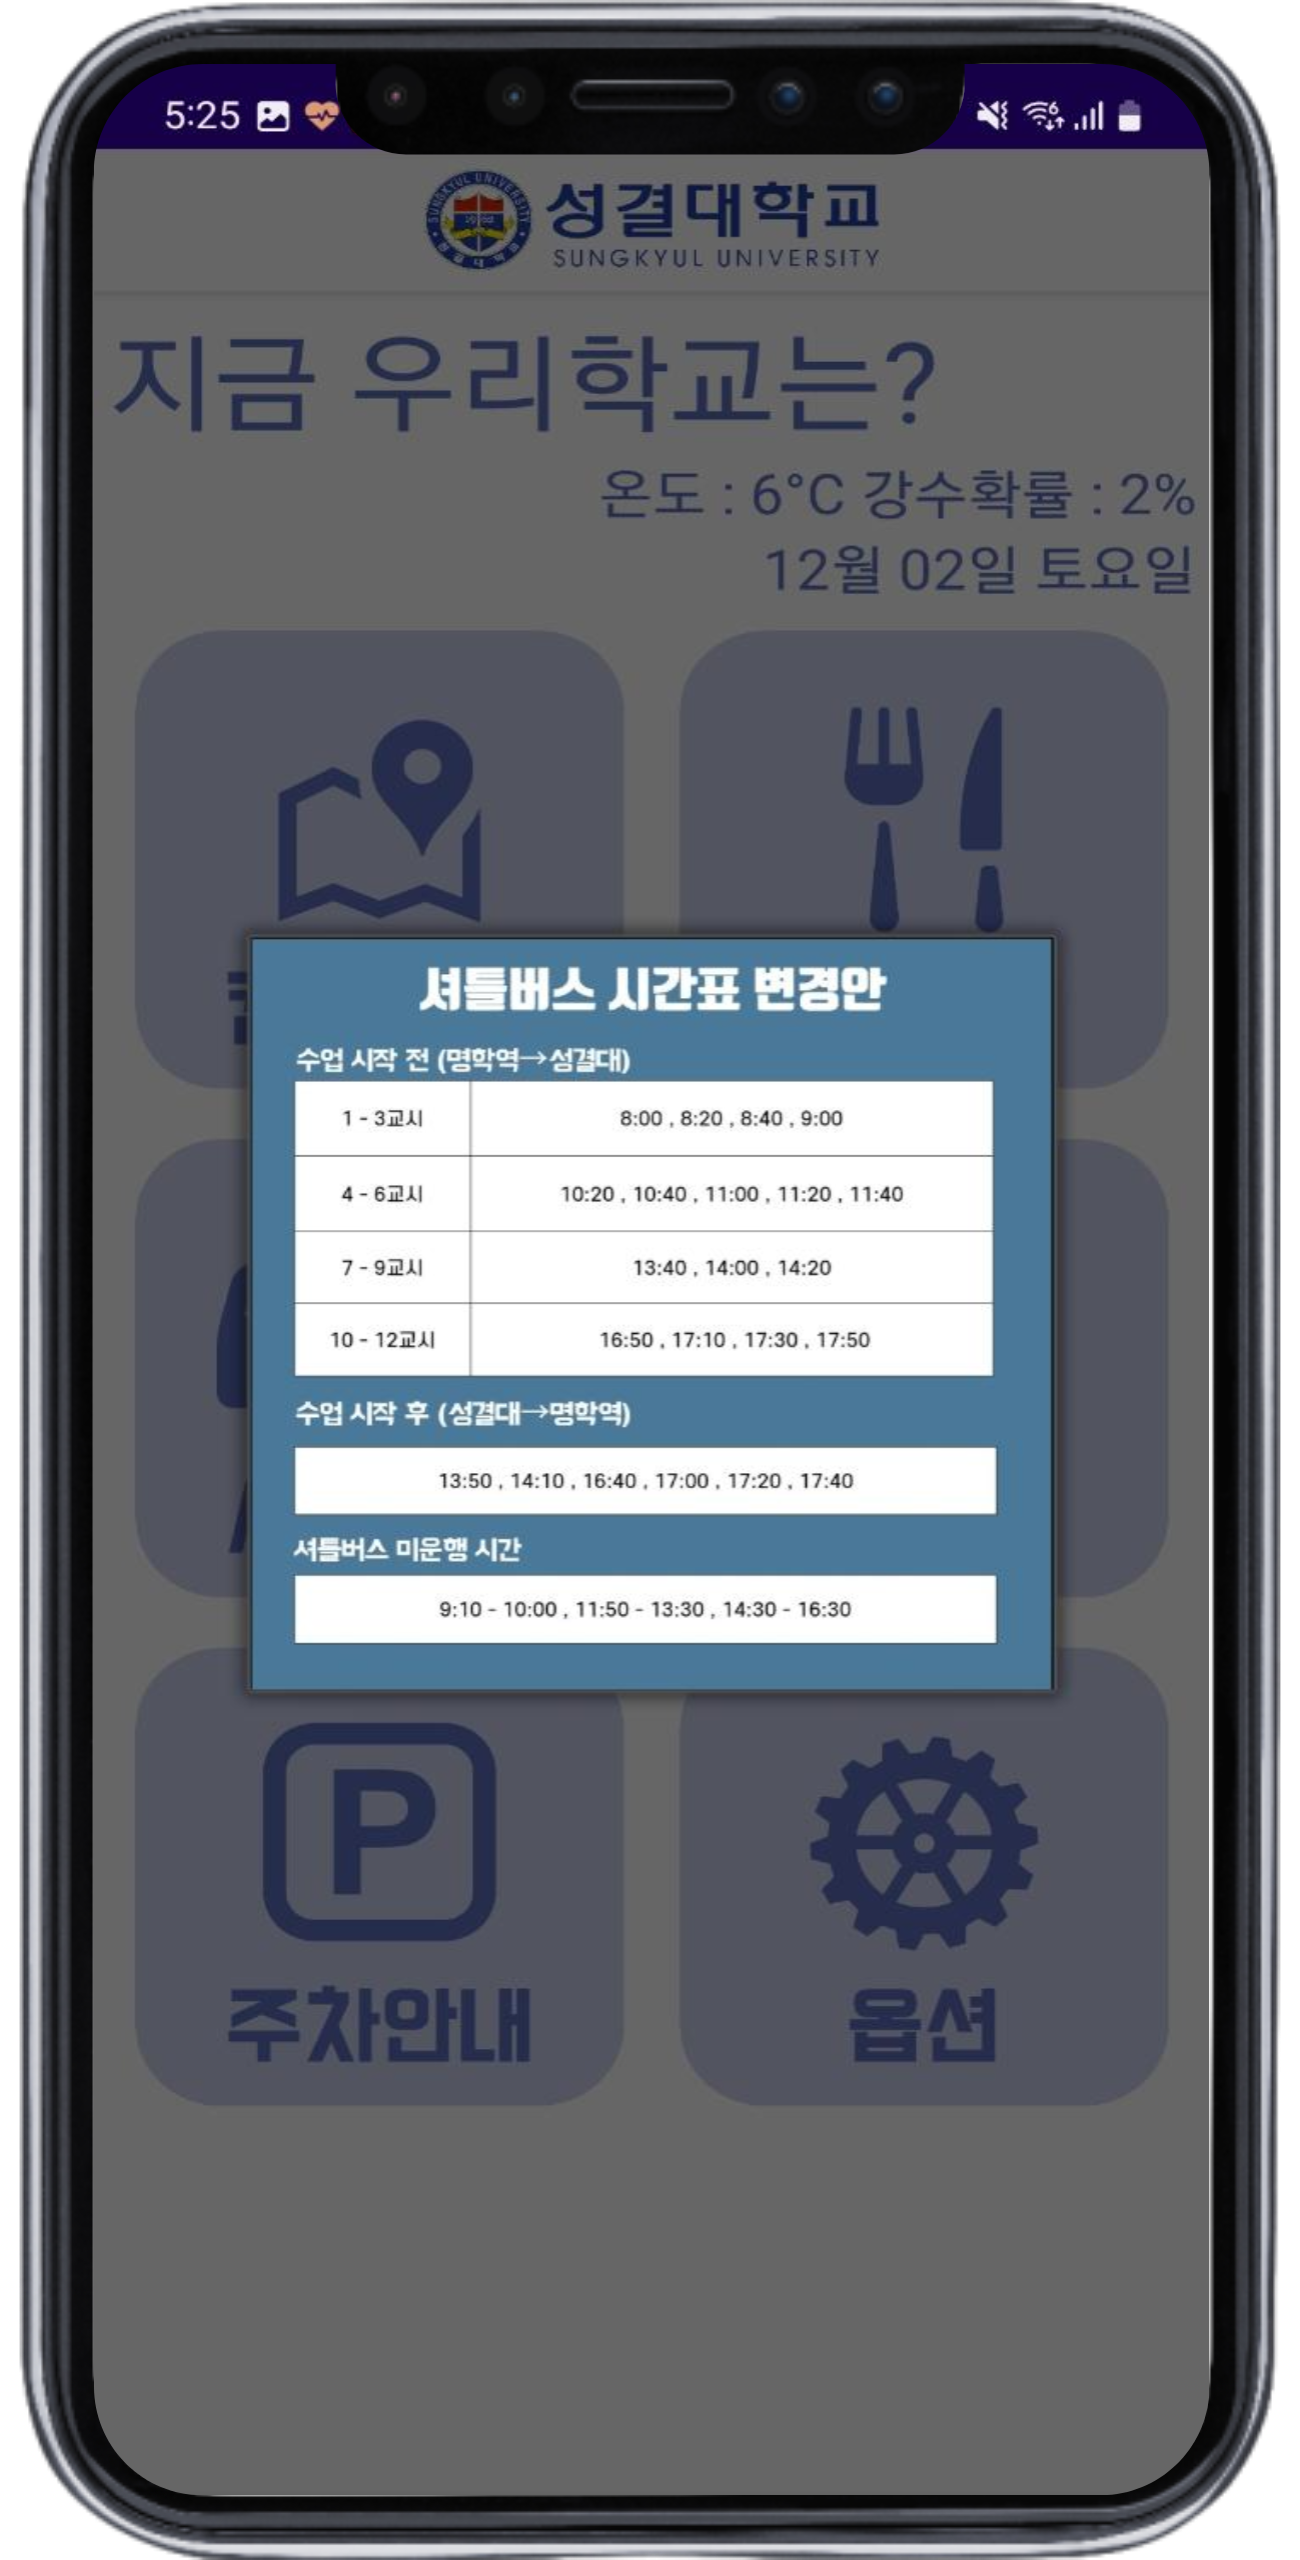 5:25
성결대학교
SUNGKYUL UNIVERSITY
지금 우리학교는?
온도 : 6°C 강수확률 : 2%
12월 02일 토요일
셔틀버스 시간표 변경안
수업 시작 전 (명학역→성결대)
1 - 3교시 8:00 , 8:20 , 8:40 , 9:00
4 - 6교시 10:20 , 10:40 , 11:00 , 11:20 , 11:40
7 - 9교시 13:40 , 14:00 , 14:20
10 - 12교시 16:50 , 17:10 , 17:30 , 17:50
수업 시작 후 (성결대→명학역)
13:50 , 14:10 , 16:40 , 17:00 , 17:20 , 17:40
셔틀버스 미운행 시간
9:10 - 10:00 , 11:50 - 13:30 , 14:30 - 16:30
P
주차안내 옵션